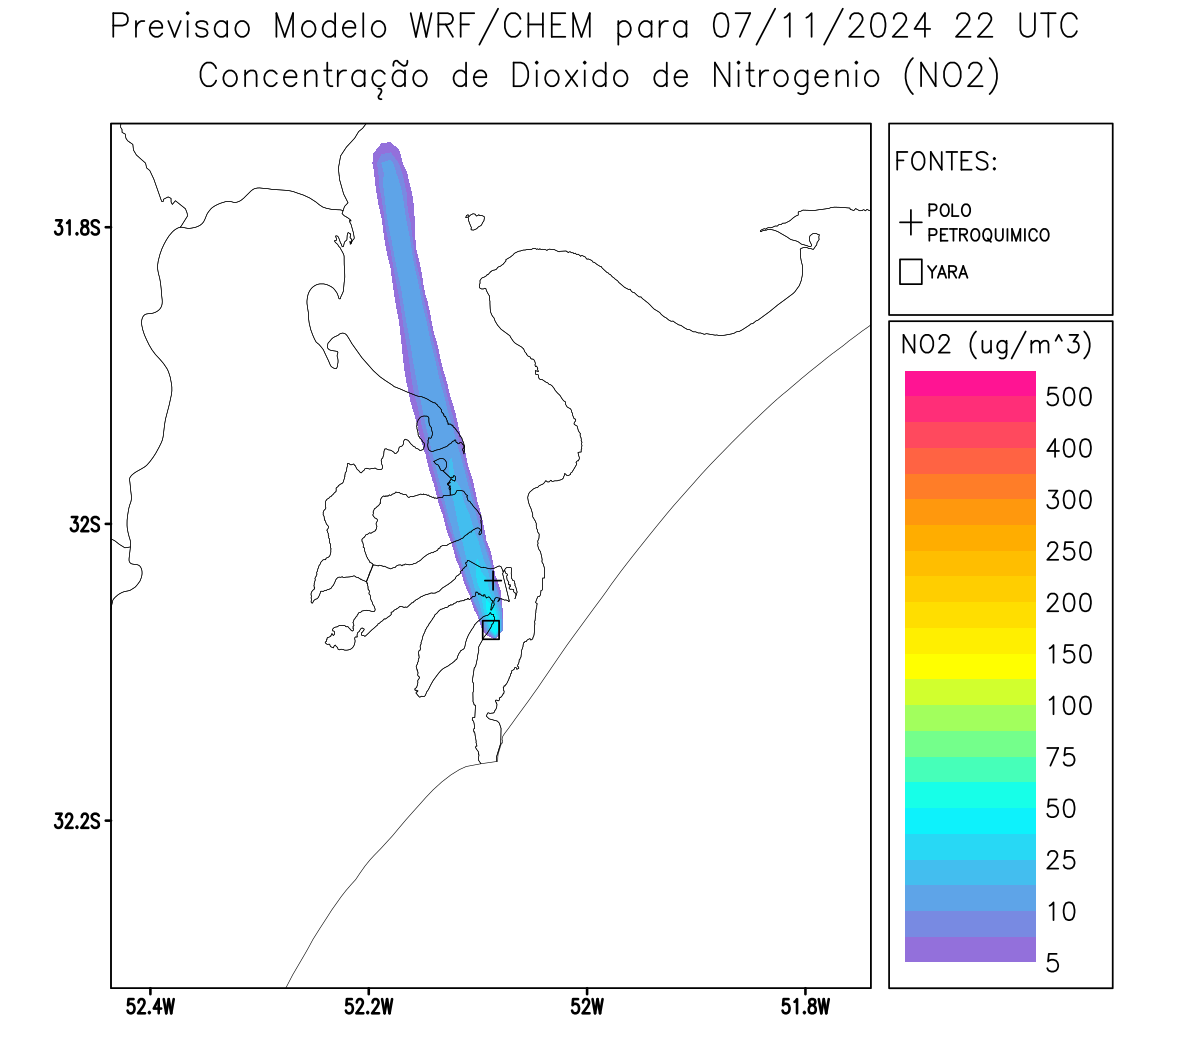 Previsao Modelo WRF/CHEM para 07/11/2024 22 UTC
Concentração de Dioxido de Nitrogenio (NO2)
FONTES:
POLO
PETROQUIMICO
YARA
NO2 (ug/m^3)
500
400
300
250
200
150
100
75
50
25
10
5
31.8S
32S
32.2S
52.4W
52.2W
52W
51.8W